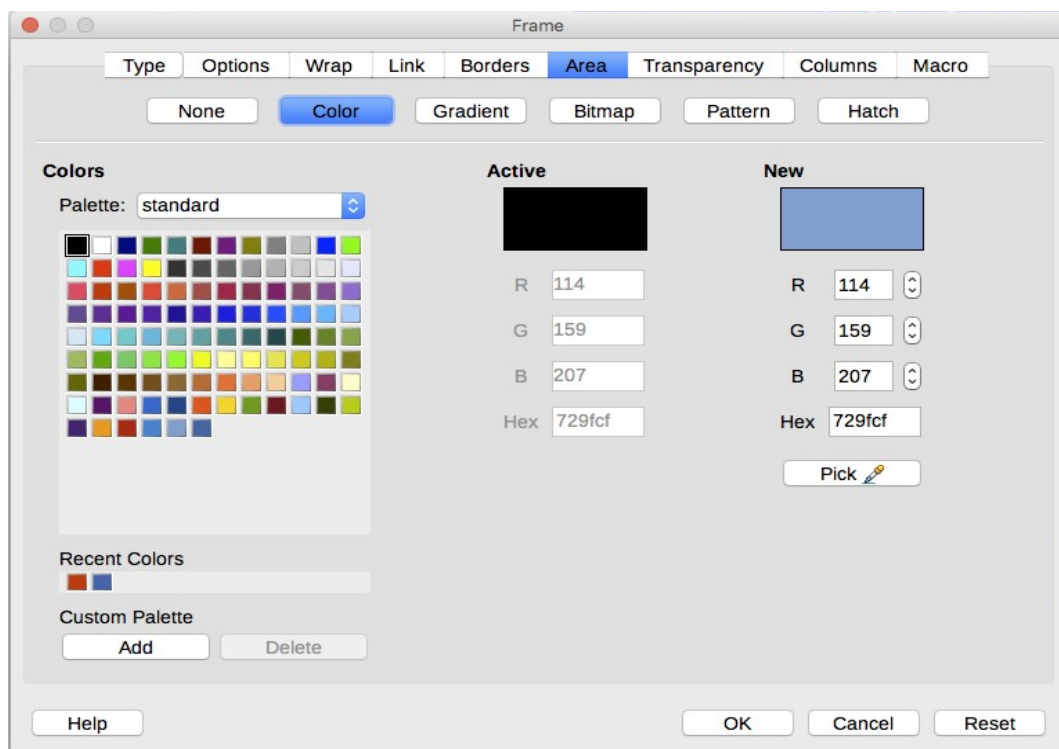 Frame
Type Options Wrap Link Borders Area Transparency Columns Macro
None Color Gradient Bitmap Pattern Hatch
Colors
Palette: standard
Recent Colors
Custom Palette
Add Delete
Active
R 114
G 159
B 207
Hex 729fcf
New
R 114
G 159
B 207
Hex 729fcf
Pick
Help OK Cancel Reset